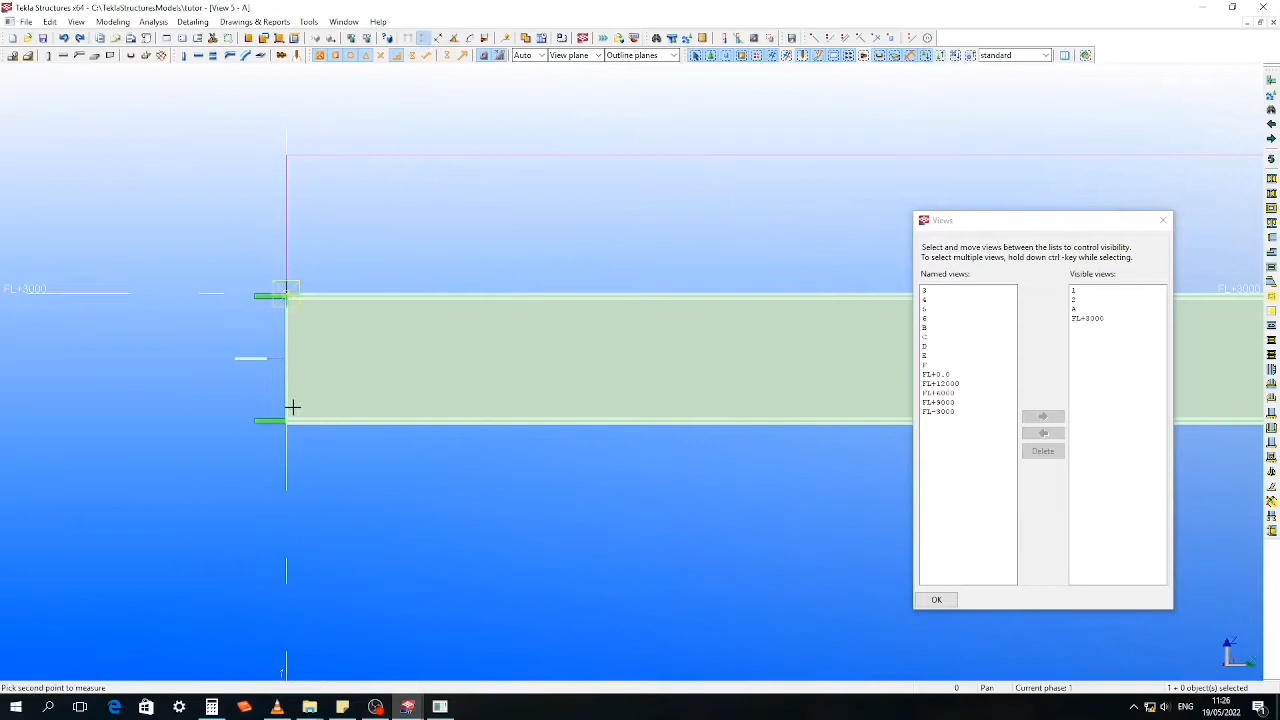 Tekla Structures x64 - C:\TeklaStructuresModels\tutor - [View 5 - A]
File Edit View Modeling Analysis Detailing Drawings & Reports Tools Window Help
Auto View plane Outline planes standard
Views
Select and move views between the lists to control visibility.
To select multiple views, hold down ctrl -key while selecting.
Named views: Visible views:
3 1
4 2
5 A
6 FL+3000
B
C
D
E
F
FL+0.0
FL+12000
FL+6000
FL+9000
FL-3000
Delete
OK
FL+3000 FL+3000
Z
Pick second point to measure 0 Pan Current phase: 1 1 + 0 object(s) selected
ENG 11:26
19/05/2022